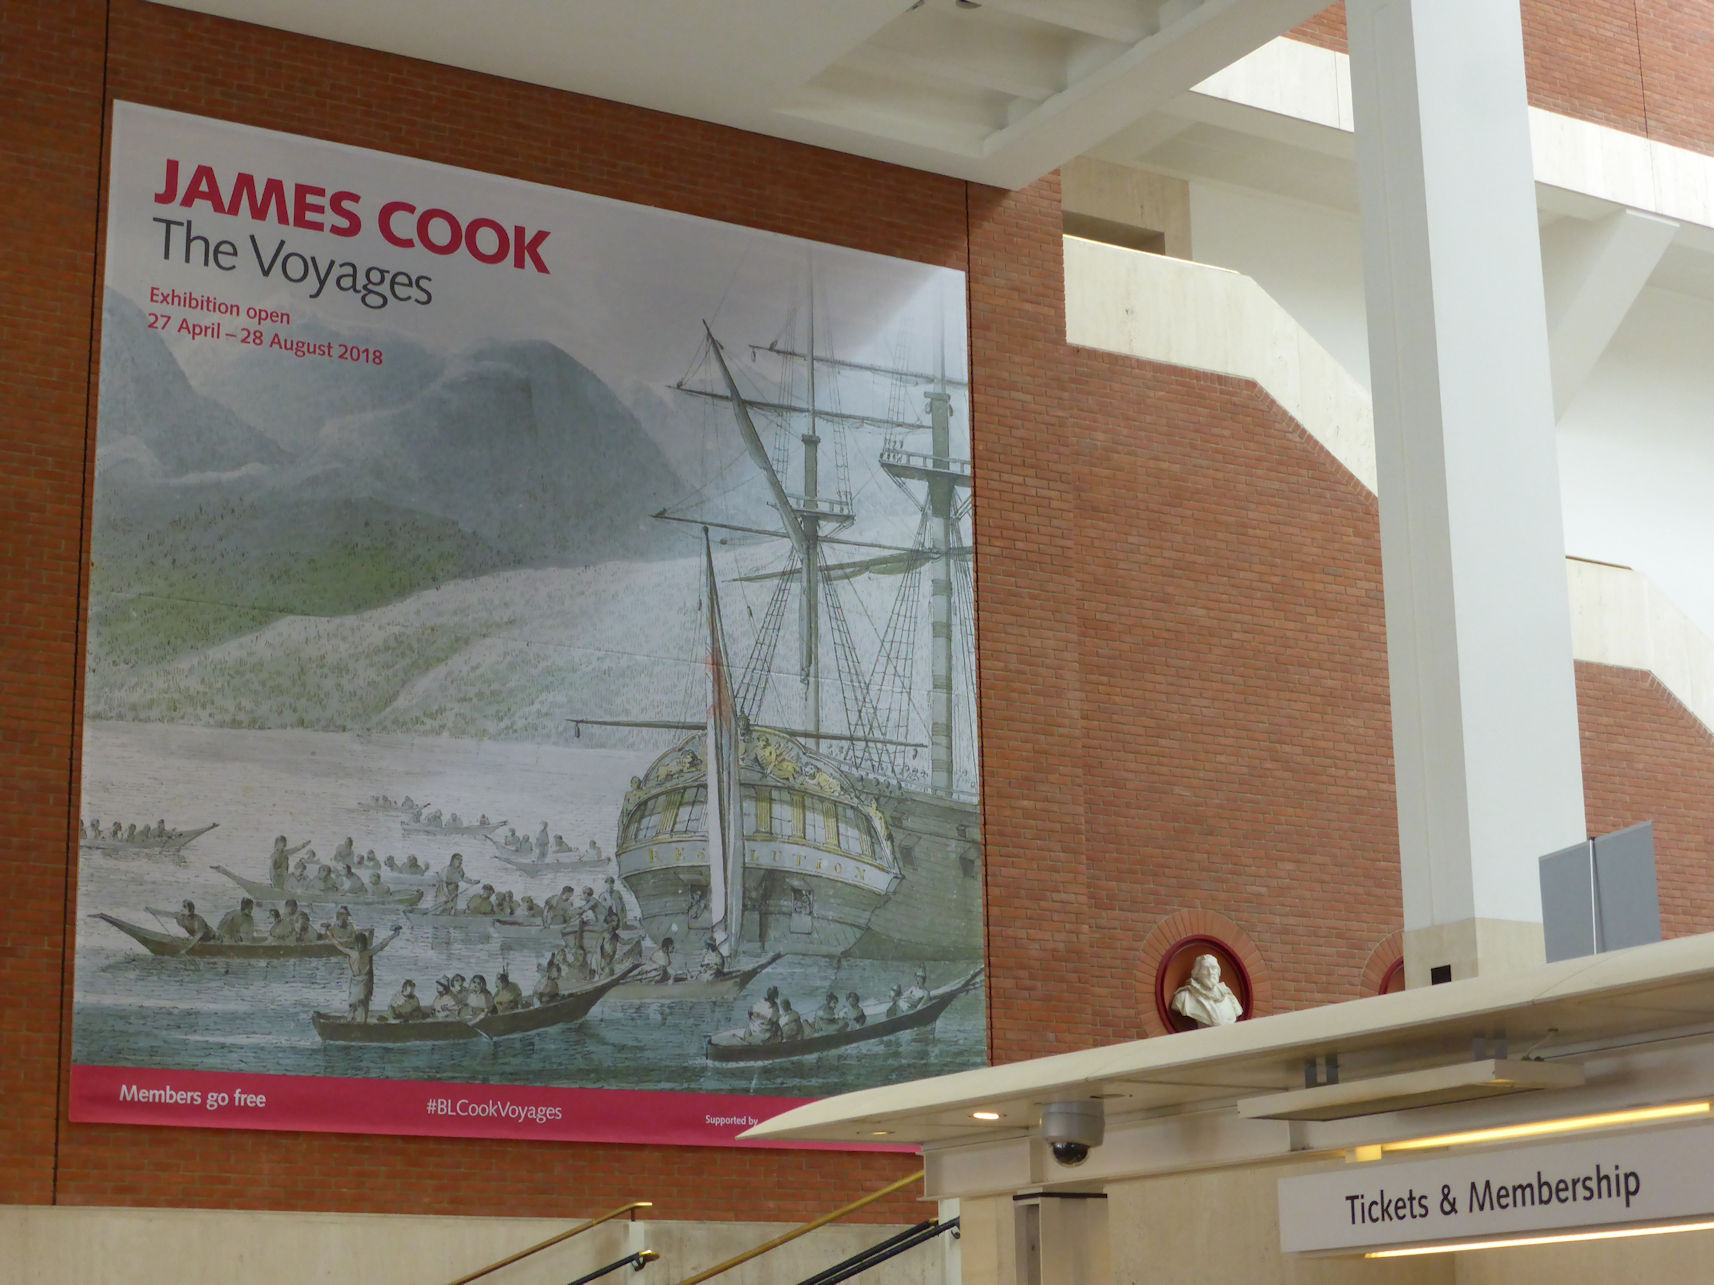 JAMES COOK
The Voyages
Exhibition open
27 April – 28 August 2018
REVOLUTION
Members go free
#BLCookVoyages
Supported by
Tickets & Membership